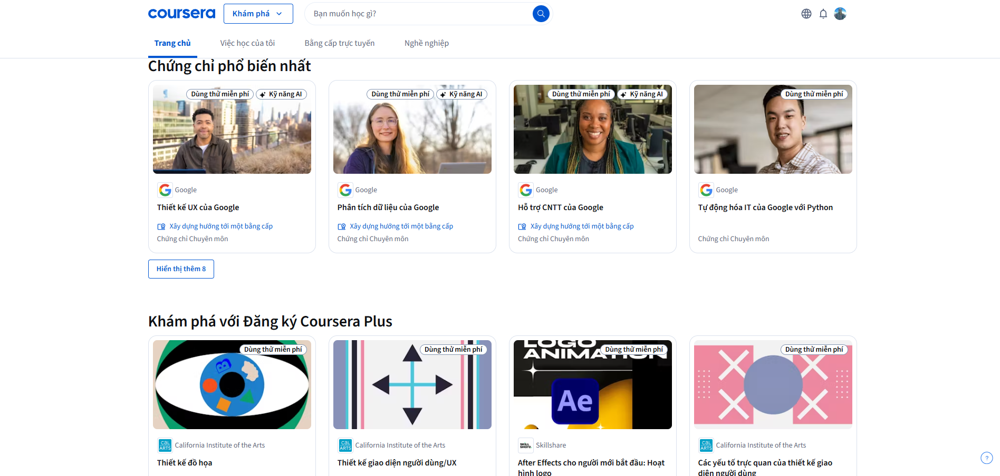 coursera
Khám phá
Bạn muốn học gì?
Trang chủ
Việc học của tôi
Bằng cấp trực tuyến
Nghề nghiệp
Chứng chỉ phổ biến nhất
Dùng thử miễn phí
Kỹ năng AI
Google
Thiết kế UX của Google
Xây dựng hướng tới một bằng cấp
Chứng chỉ Chuyên môn
Dùng thử miễn phí
Kỹ năng AI
Google
Phân tích dữ liệu của Google
Xây dựng hướng tới một bằng cấp
Chứng chỉ Chuyên môn
Dùng thử miễn phí
Kỹ năng AI
Google
Hỗ trợ CNTT của Google
Xây dựng hướng tới một bằng cấp
Chứng chỉ Chuyên môn
Dùng thử miễn phí
Google
Tự động hóa IT của Google với Python
Chứng chỉ Chuyên môn
Hiển thị thêm 8
Khám phá với Đăng ký Coursera Plus
Dùng thử miễn phí
B
CAL
ARTS
California Institute of the Arts
Thiết kế đồ họa
Dùng thử miễn phí
CAL
ARTS
California Institute of the Arts
Thiết kế giao diện người dùng/UX
LOGO
ANIMATION
Dùng thử miễn phí
Ae
SKILL
SHARE.
Skillshare
After Effects cho người mới bắt đầu: Hoạt
hình logo
Dùng thử miễn phí
CAL
ARTS
California Institute of the Arts
Các yếu tố trực quan của thiết kế giao
diện người dùng
?